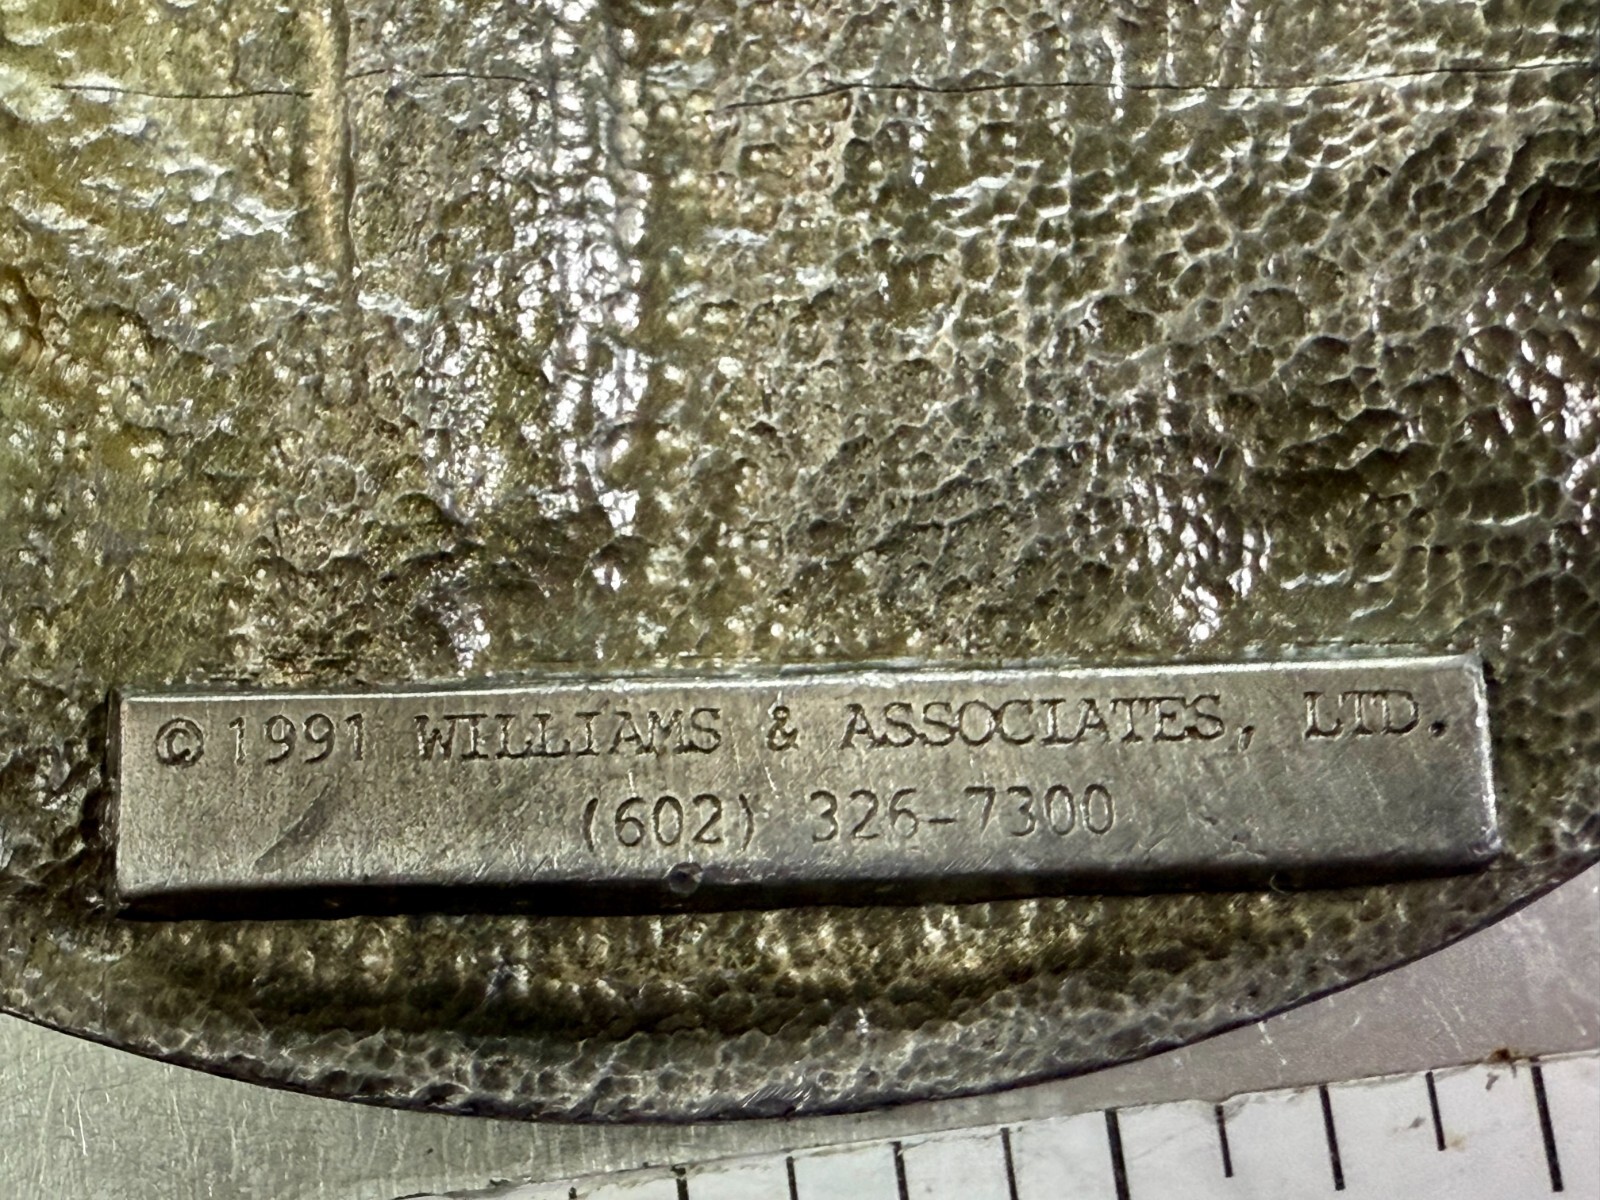 ©1991 WILLIAMS & ASSOCIATES, LTD.
(602) 326-7300